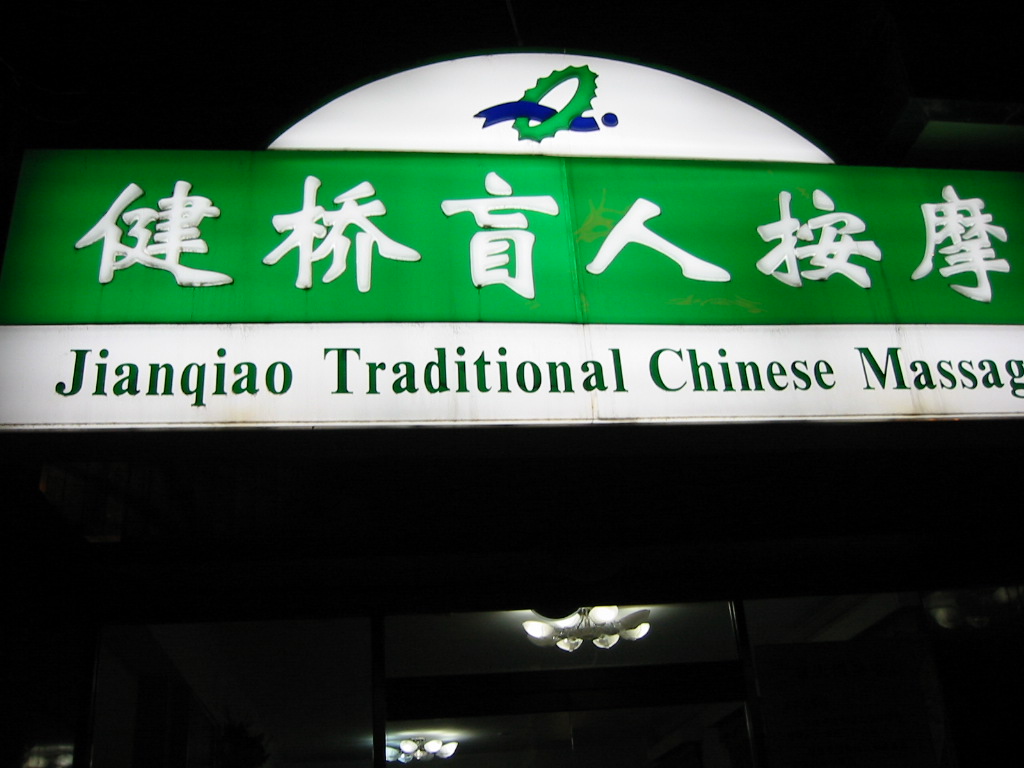 健桥盲人按摩
Jianqiao Traditional Chinese Massag